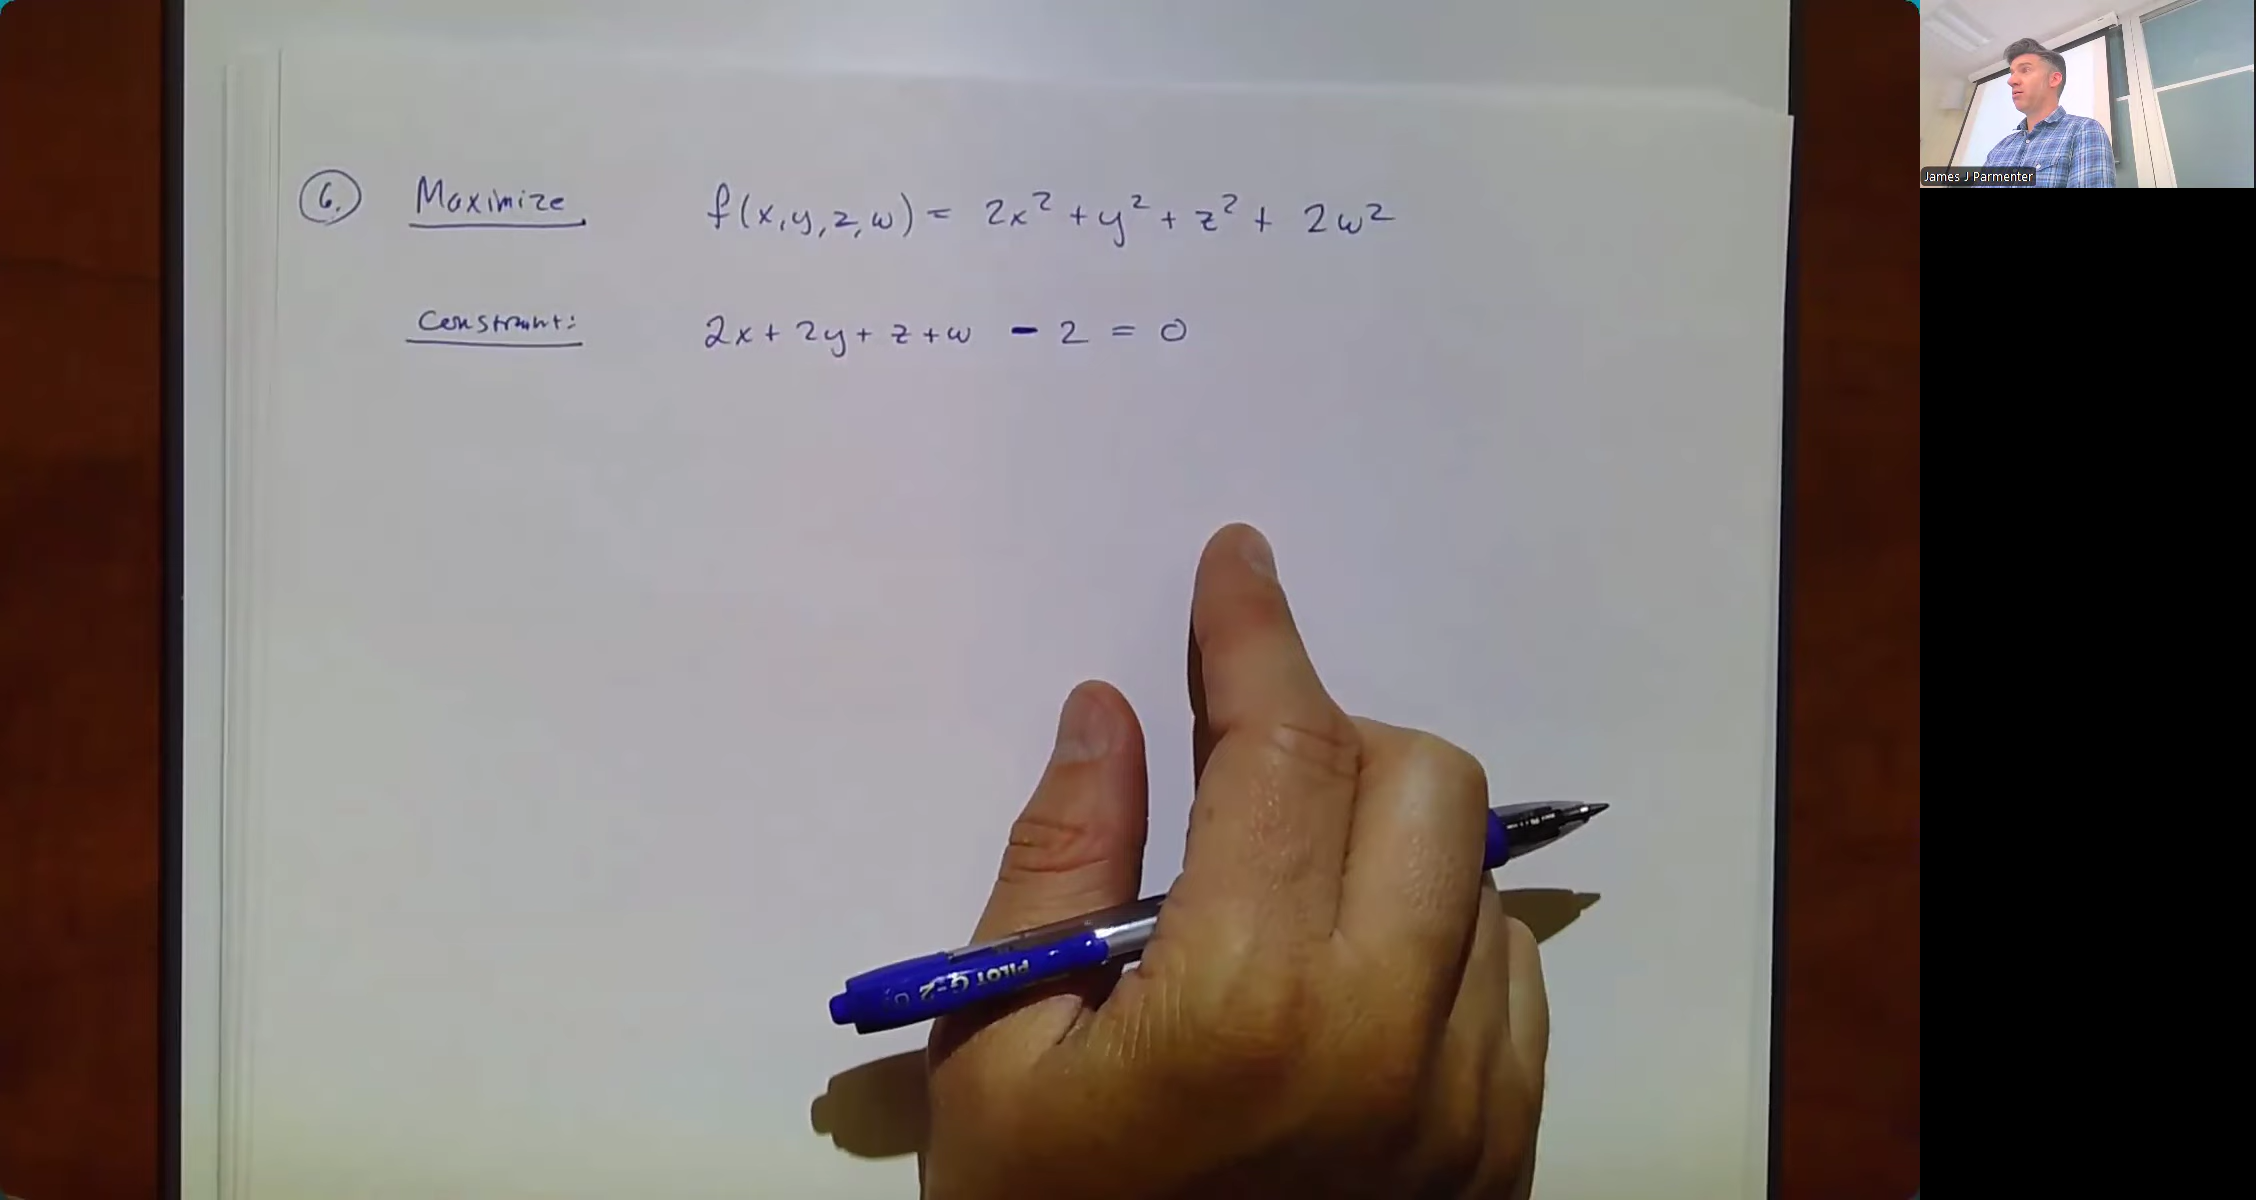 6. Maximize f(x,y,z,w) = 2x² + y² + z² + 2w²
Constraint: 2x + 2y + z + w - 2 = 0
PILOT G-2
James J Parmenter